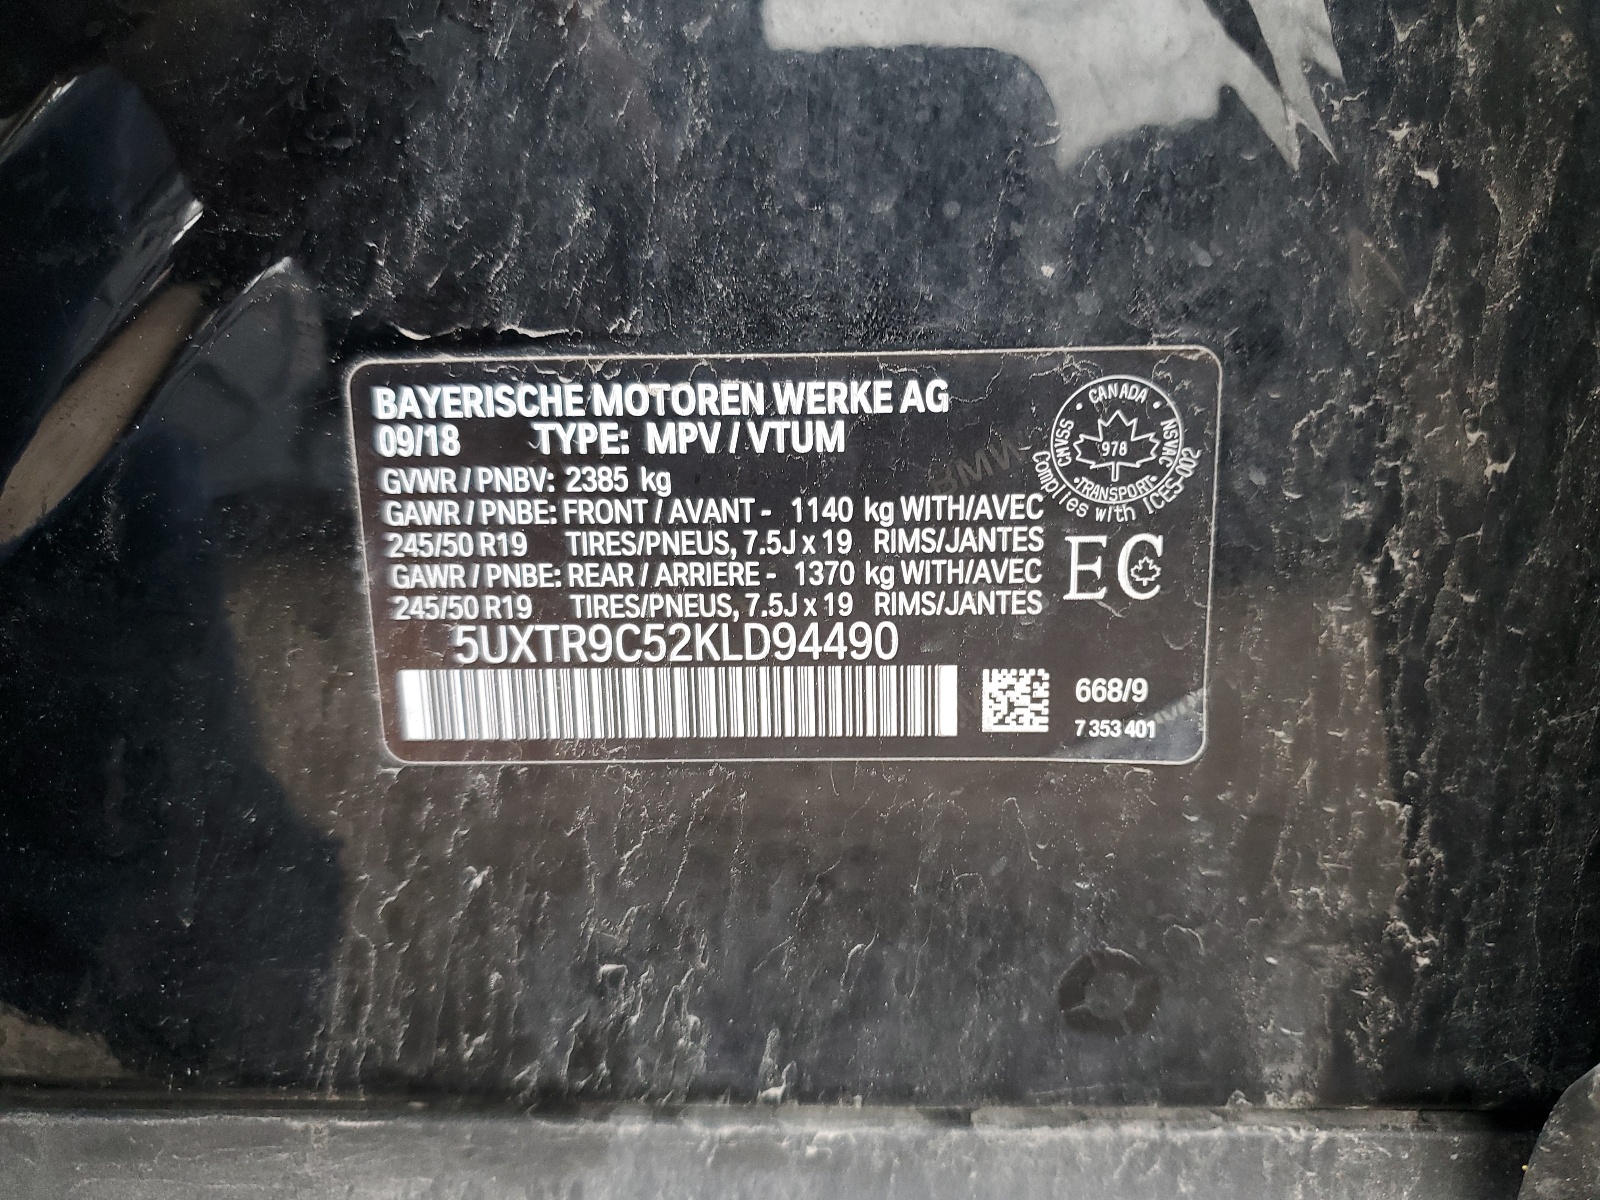 BAYERISCHE MOTOREN WERKE AG
09/18 TYPE: MPV / VTUM
GVWR / PNBV: 2385 kg
GAWR / PNBE: FRONT / AVANT - 1140 kg WITH/AVEC
245/50 R19 TIRES/PNEUS, 7.5J x 19 RIMS/JANTES
GAWR / PNBE: REAR / ARRIERE - 1370 kg WITH/AVEC
245/50 R19 TIRES/PNEUS, 7.5J x 19 RIMS/JANTES
5UXTR9C52KLD94490
CANADA
CMVSS
NSVAC
978
TRANSPORT
Complies with ICES-002
EC
668/9
7 353 401
BMW